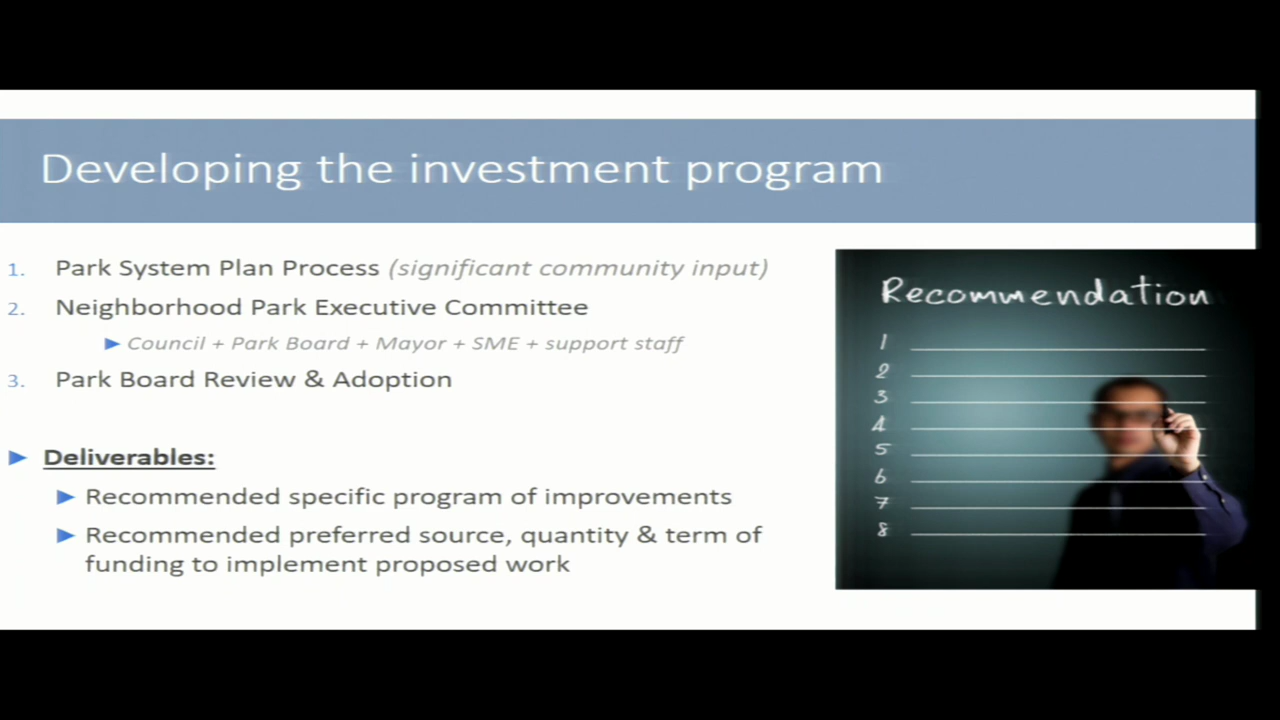 Developing the investment program
1. Park System Plan Process (significant community input)
2. Neighborhood Park Executive Committee
Council + Park Board + Mayor + SME + support staff
3. Park Board Review & Adoption
Deliverables:
Recommended specific program of improvements
Recommended preferred source, quantity & term of
funding to implement proposed work
Recommendation
1
2
3
4
5
6
7
8